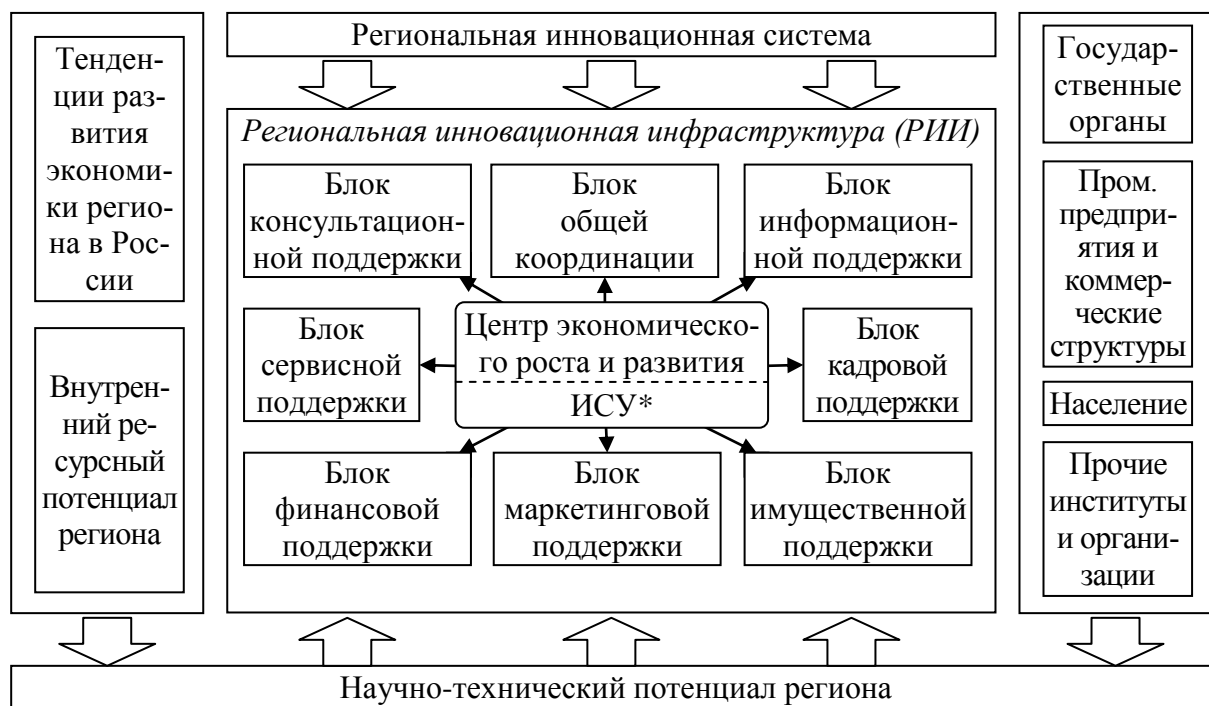 Тенден-
ции раз-
вития
экономи-
ки регио-
на в Рос-
сии
Внутрен-
ний ре-
сурсный
потенциал
региона
Региональная инновационная система
Региональная инновационная инфраструктура (РИИ)
Блок
консультацион-
ной поддержки
Блок
общей
координации
Блок
информацион-
ной поддержки
Блок
сервисной
поддержки
Центр экономическо-
го роста и развития
ИСУ*
Блок
кадровой
поддержки
Блок
финансовой
поддержки
Блок
маркетинговой
поддержки
Блок
имущественной
поддержки
Государ-
ственные
органы
Пром.
предпри-
ятия и
коммер-
ческие
структуры
Население
Прочие
институты
и органи-
зации
Научно-технический потенциал региона